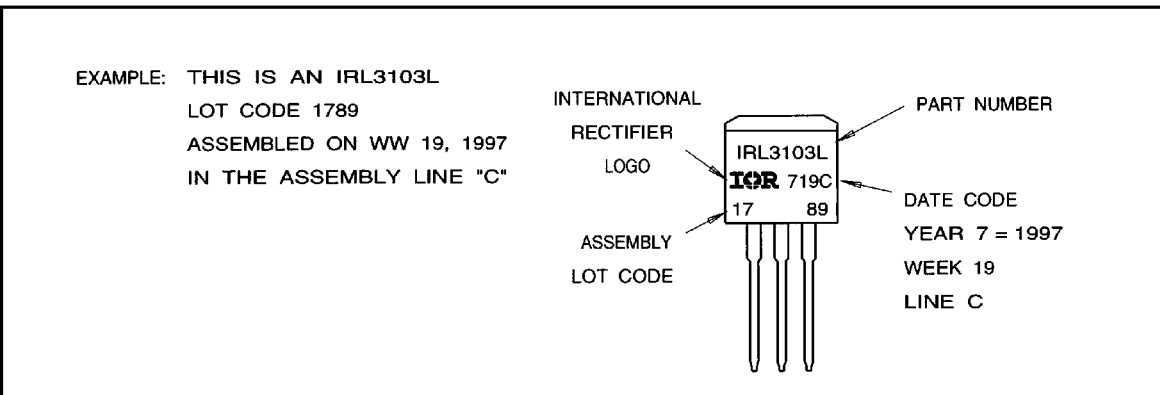 EXAMPLE: THIS IS AN IRL3103L
LOT CODE 1789
ASSEMBLED ON WW 19, 1997
IN THE ASSEMBLY LINE "C"
INTERNATIONAL
RECTIFIER
LOGO
ASSEMBLY
LOT CODE
IRL3103L
IOR 719C
17 89
PART NUMBER
DATE CODE
YEAR 7 = 1997
WEEK 19
LINE C